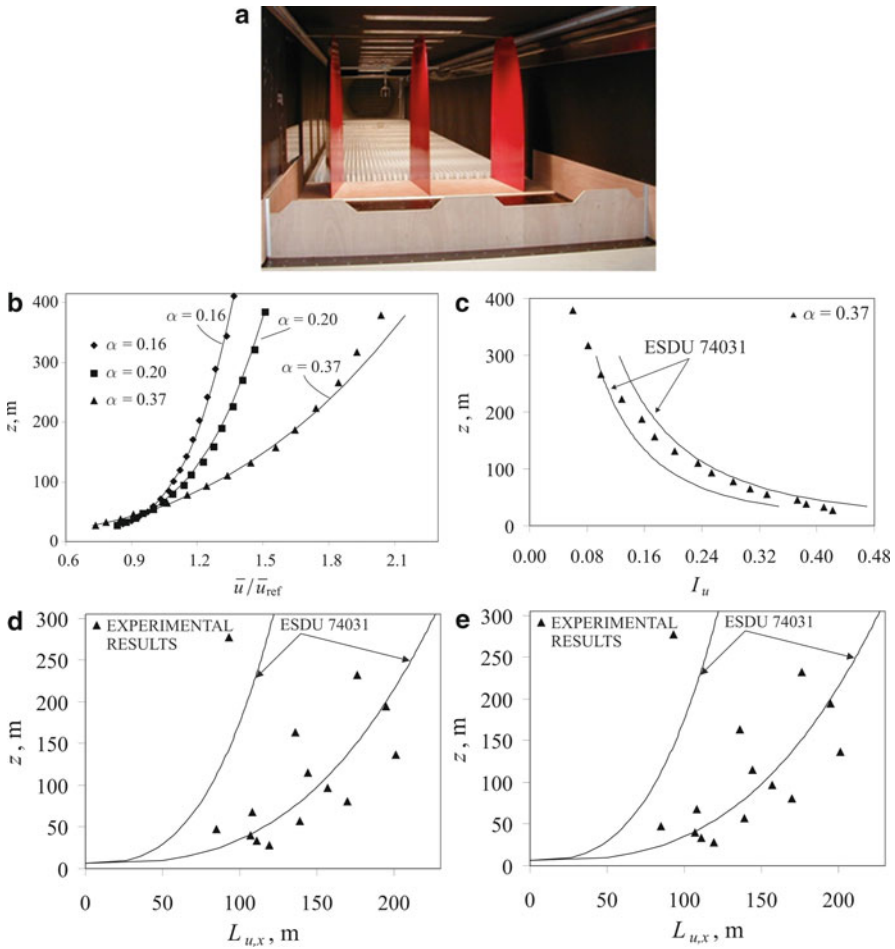 a
b
400
300
200
100
0
z, m
α = 0.16
α = 0.20
α = 0.37
α = 0.16
α = 0.20
α = 0.37
0.6
0.9
1.2
1.5
1.8
2.1
ū/ūref
c
400
300
200
100
0
z, m
α = 0.37
ESDU 74031
0.00
0.08
0.16
0.24
0.32
0.40
0.48
Iu
d
300
250
200
150
100
50
0
z, m
EXPERIMENTAL
RESULTS
ESDU 74031
0
50
100
150
200
Lu,x, m
e
300
250
200
150
100
50
0
z, m
EXPERIMENTAL
RESULTS
ESDU 74031
0
50
100
150
200
Lu,x, m